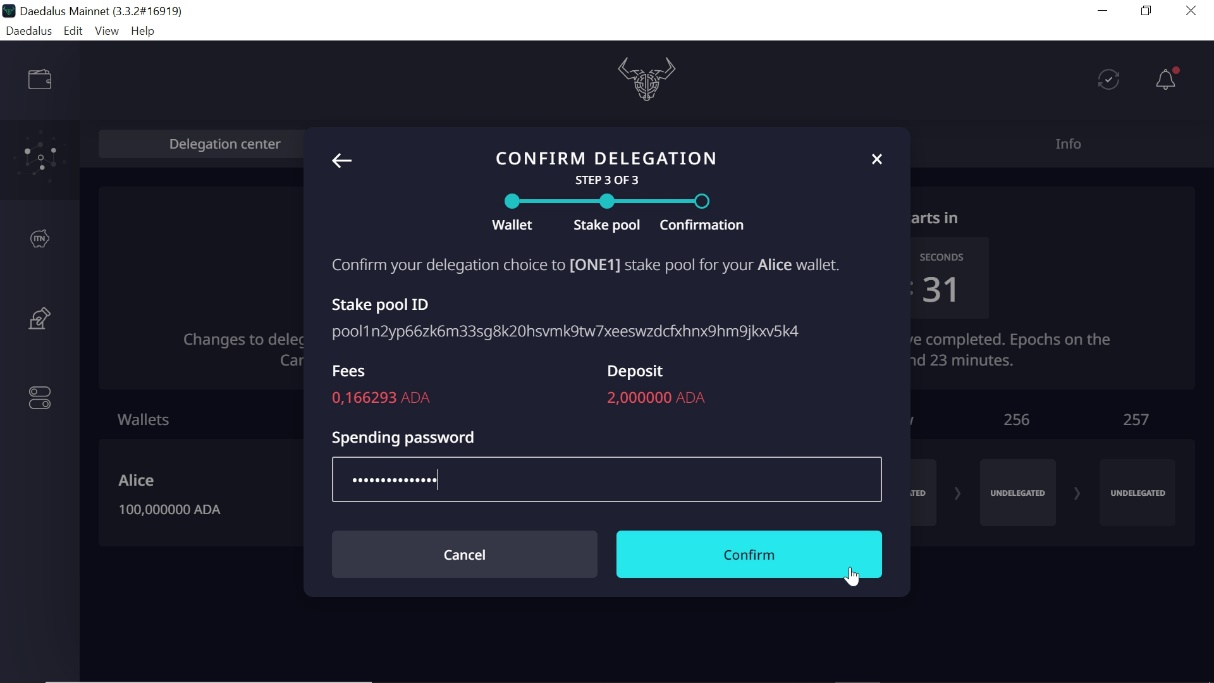 Daedalus Mainnet (3.3.2#16919)
Daedalus Edit View Help
Delegation center
Info
CONFIRM DELEGATION
STEP 3 OF 3
Wallet Stake pool Confirmation
Confirm your delegation choice to [ONE1] stake pool for your Alice wallet.
Stake pool ID
pool1n2yp66zk6m33sg8k20hsvmk9tw7xeeswzdcfxhnx9hm9jkxv5k4
Fees Deposit
0,166293 ADA 2,000000 ADA
Spending password
•••••••••••••••
Cancel Confirm
Changes to deleg
Car
arts in
SECONDS
: 31
ve completed. Epochs on the
nd 23 minutes.
Wallets
256 257
Alice
100,000000 ADA
ATED UNDELEGATED UNDELEGATED
ITN